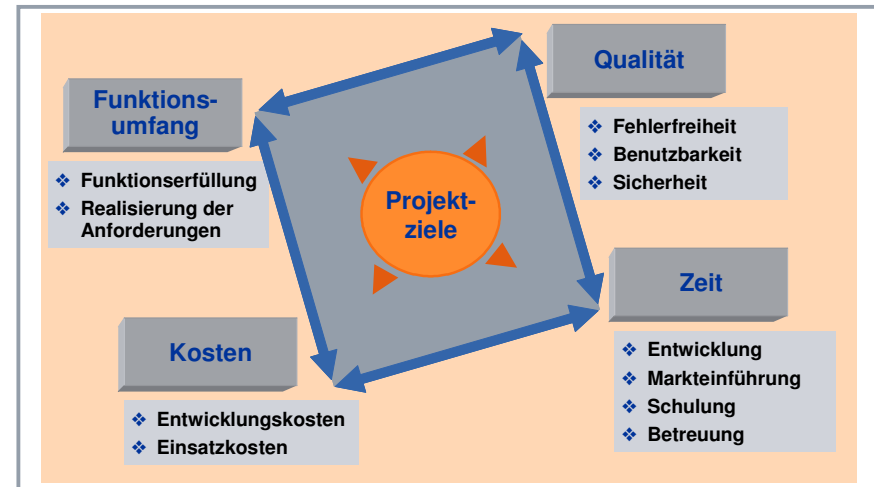 Funktions-
umfang
❖ Funktionserfüllung
❖ Realisierung der
Anforderungen
Qualität
❖ Fehlerfreiheit
❖ Benutzbarkeit
❖ Sicherheit
Projekt-
ziele
Kosten
❖ Entwicklungskosten
❖ Einsatzkosten
Zeit
❖ Entwicklung
❖ Markteinführung
❖ Schulung
❖ Betreuung